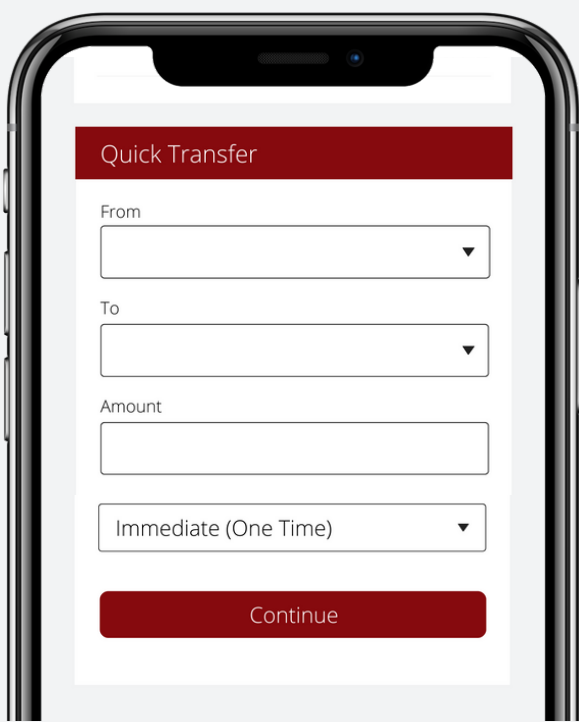 Quick Transfer
From
To
Amount
Immediate (One Time)
Continue